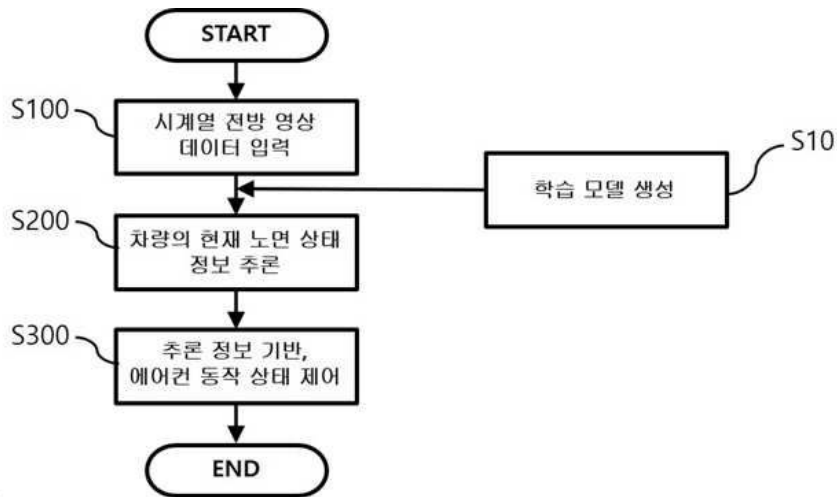 START
S100
시계열 전방 영상
데이터 입력
S10
학습 모델 생성
S200
차량의 현재 노면 상태
정보 추론
S300
추론 정보 기반,
에어컨 동작 상태 제어
END